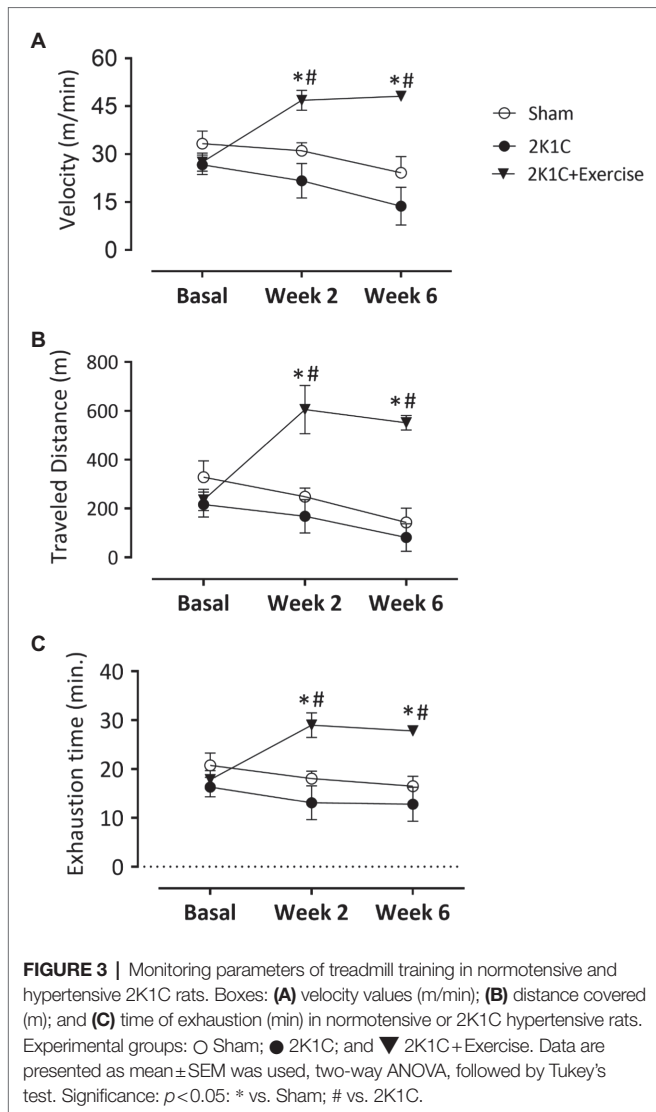 A
Velocity (m/min)
60
45
30
15
0
*#
*#
Basal
Week 2
Week 6
Sham
2K1C
2K1C+Exercise
B
Traveled Distance (m)
800
600
400
200
0
*#
*#
Basal
Week 2
Week 6
C
Exhaustion time (min.)
40
30
20
10
0
*#
*#
Basal
Week 2
Week 6
FIGURE 3 | Monitoring parameters of treadmill training in normotensive and
hypertensive 2K1C rats. Boxes: (A) velocity values (m/min); (B) distance covered
(m); and (C) time of exhaustion (min) in normotensive or 2K1C hypertensive rats.
Experimental groups: ○ Sham; ● 2K1C; and ▼ 2K1C+Exercise. Data are
presented as mean±SEM was used, two-way ANOVA, followed by Tukey's
test. Significance: p<0.05: * vs. Sham; # vs. 2K1C.